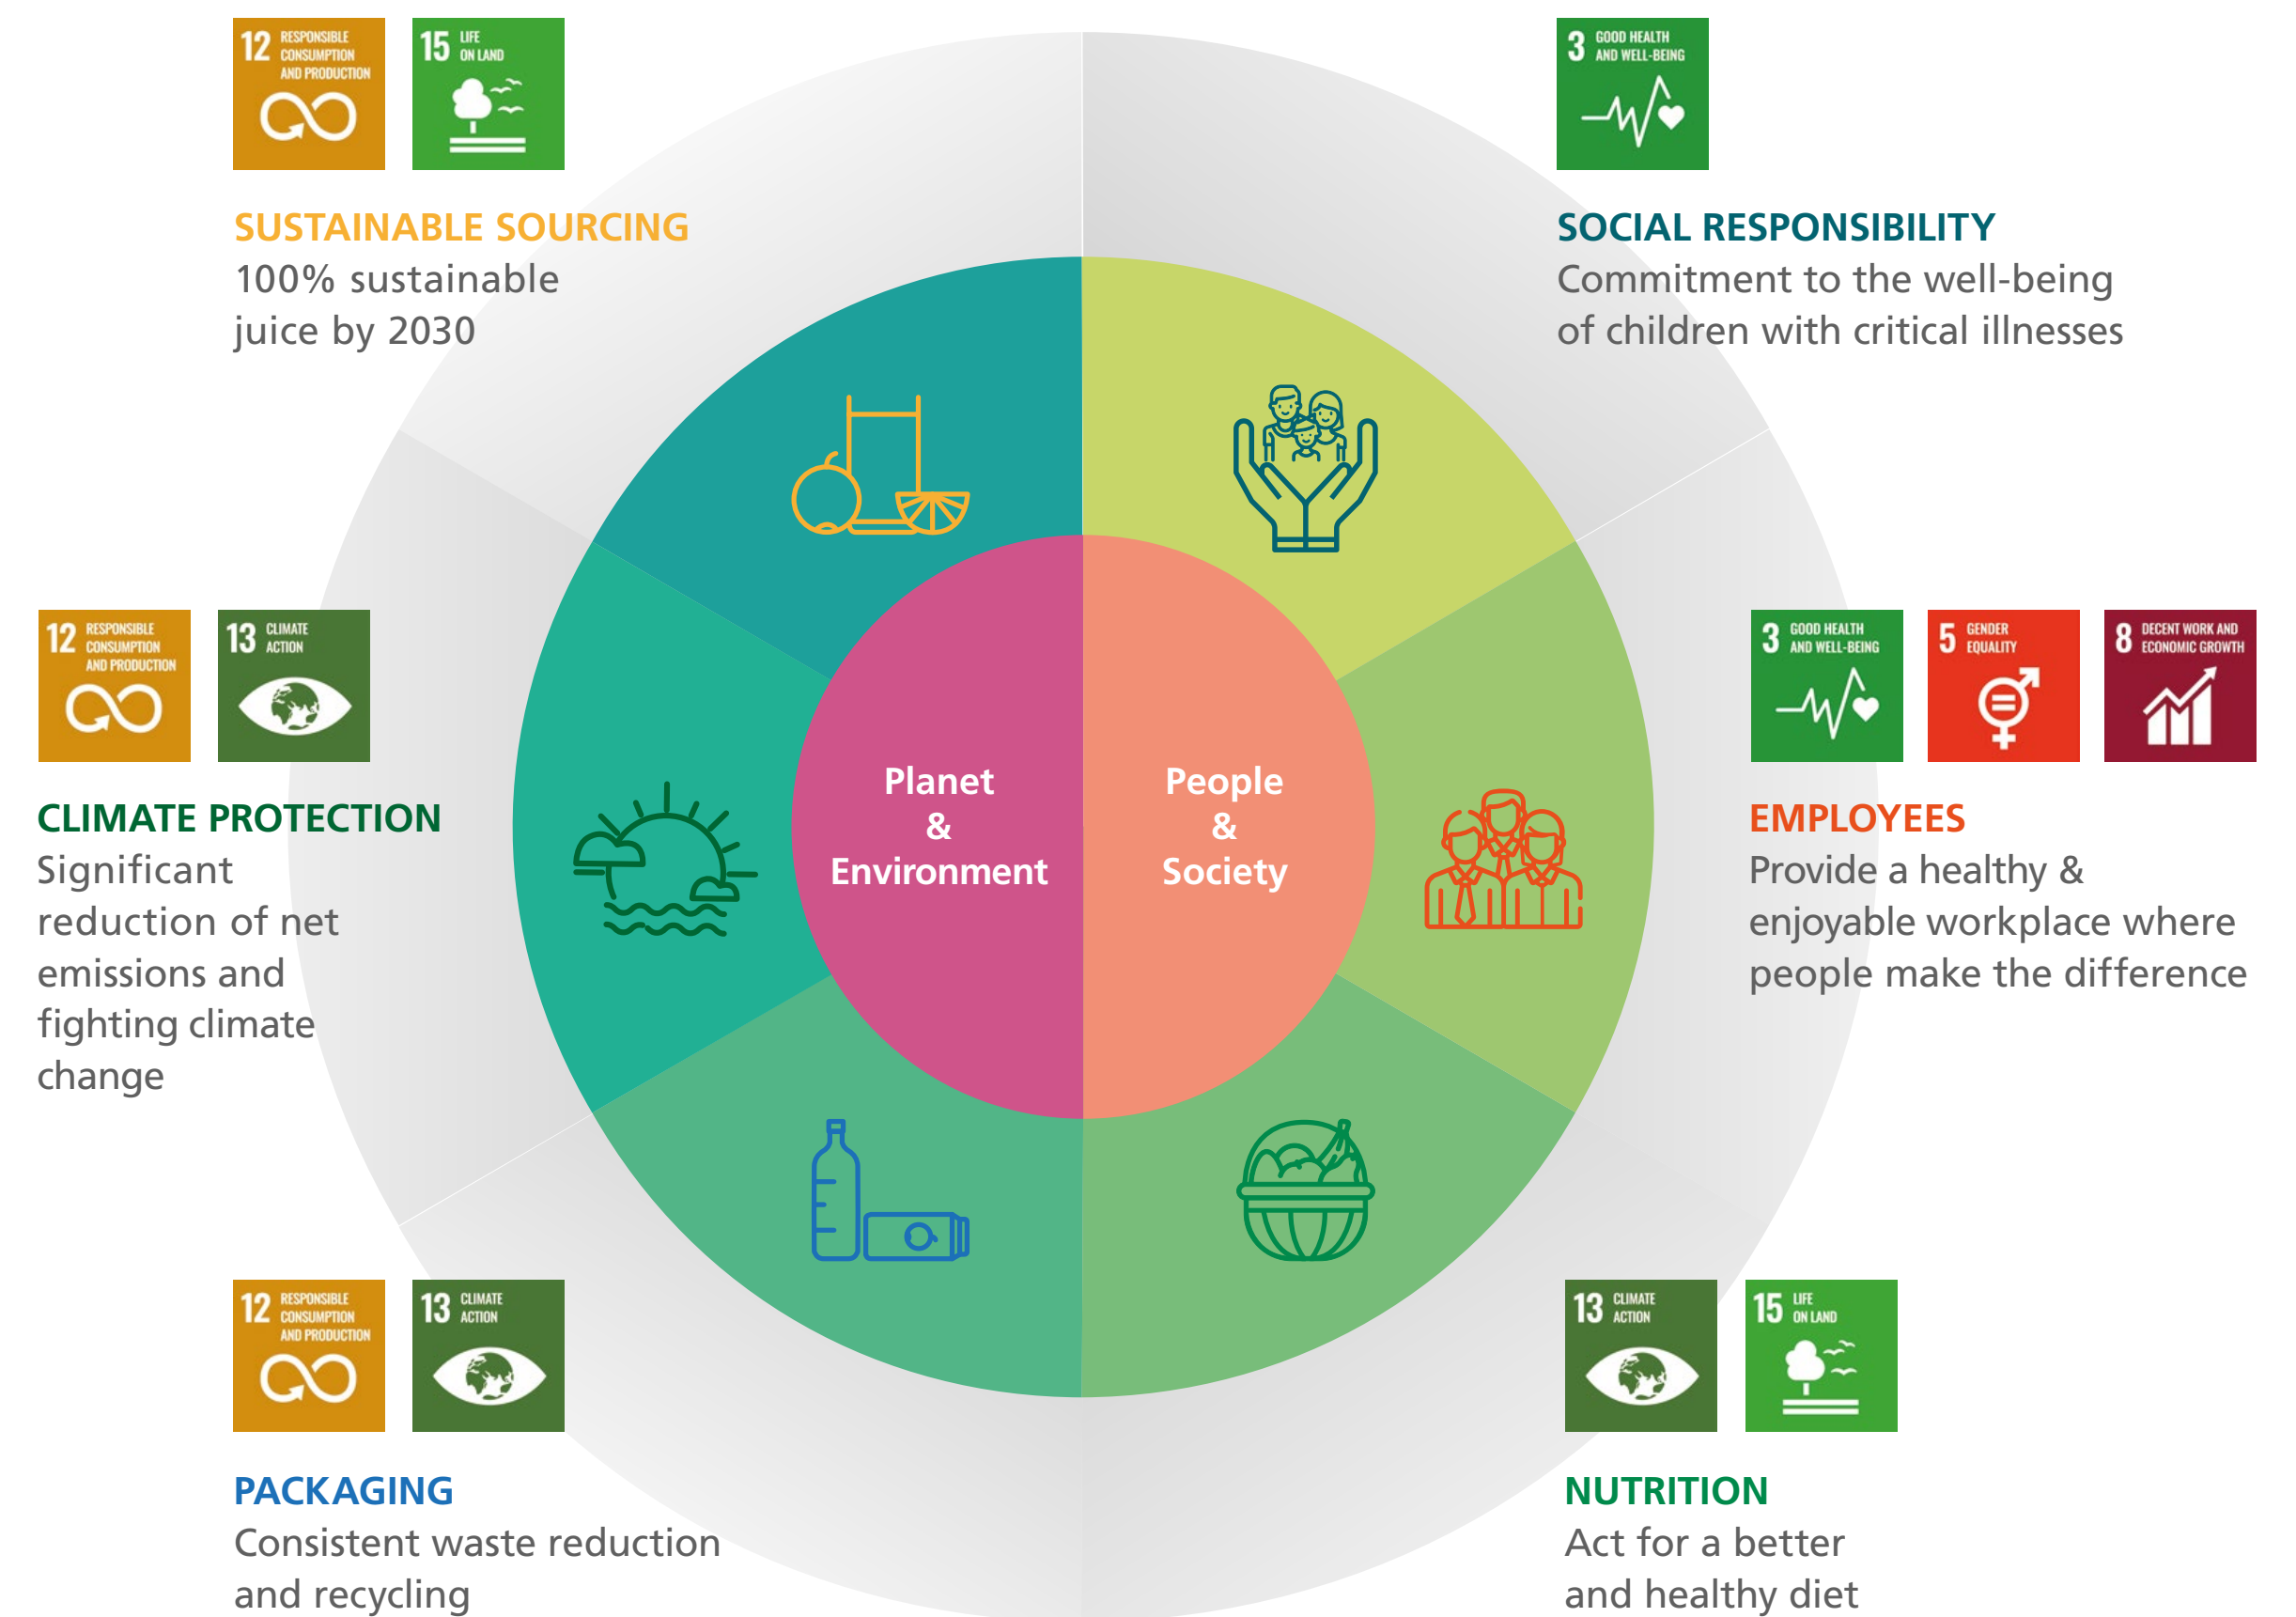 12 RESPONSIBLE
CONSUMPTION
AND PRODUCTION
15 LIFE
ON LAND
SUSTAINABLE SOURCING
100% sustainable
juice by 2030
3 GOOD HEALTH
AND WELL-BEING
SOCIAL RESPONSIBILITY
Commitment to the well-being
of children with critical illnesses
12 RESPONSIBLE
CONSUMPTION
AND PRODUCTION
13 CLIMATE
ACTION
CLIMATE PROTECTION
Significant
reduction of net
emissions and
fighting climate
change
Planet
&
Environment
People
&
Society
3 GOOD HEALTH
AND WELL-BEING
5 GENDER
EQUALITY
8 DECENT WORK AND
ECONOMIC GROWTH
EMPLOYEES
Provide a healthy &
enjoyable workplace where
people make the difference
12 RESPONSIBLE
CONSUMPTION
AND PRODUCTION
13 CLIMATE
ACTION
PACKAGING
Consistent waste reduction
and recycling
13 CLIMATE
ACTION
15 LIFE
ON LAND
NUTRITION
Act for a better
and healthy diet